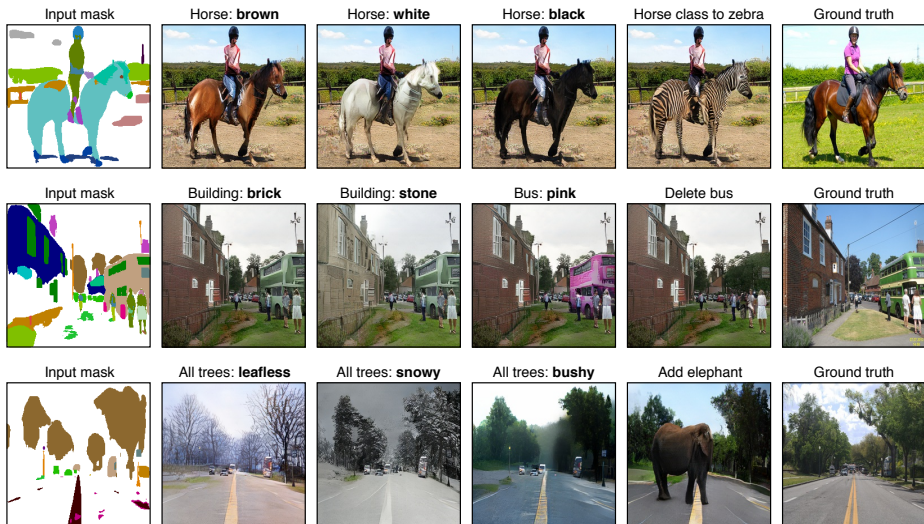 Input mask
Horse: brown
Horse: white
Horse: black
Horse class to zebra
Ground truth
Input mask
Building: brick
Building: stone
Bus: pink
Delete bus
Ground truth
Input mask
All trees: leafless
All trees: snowy
All trees: bushy
Add elephant
Ground truth